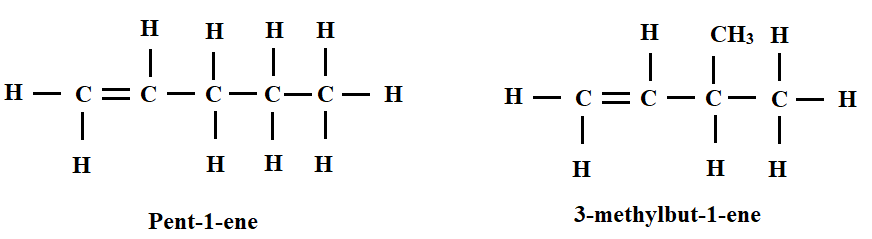 H H H H
H C C C C C H
H H H H
Pent-1-ene
H CH3 H
H C C C C H
H H H
3-methylbut-1-ene